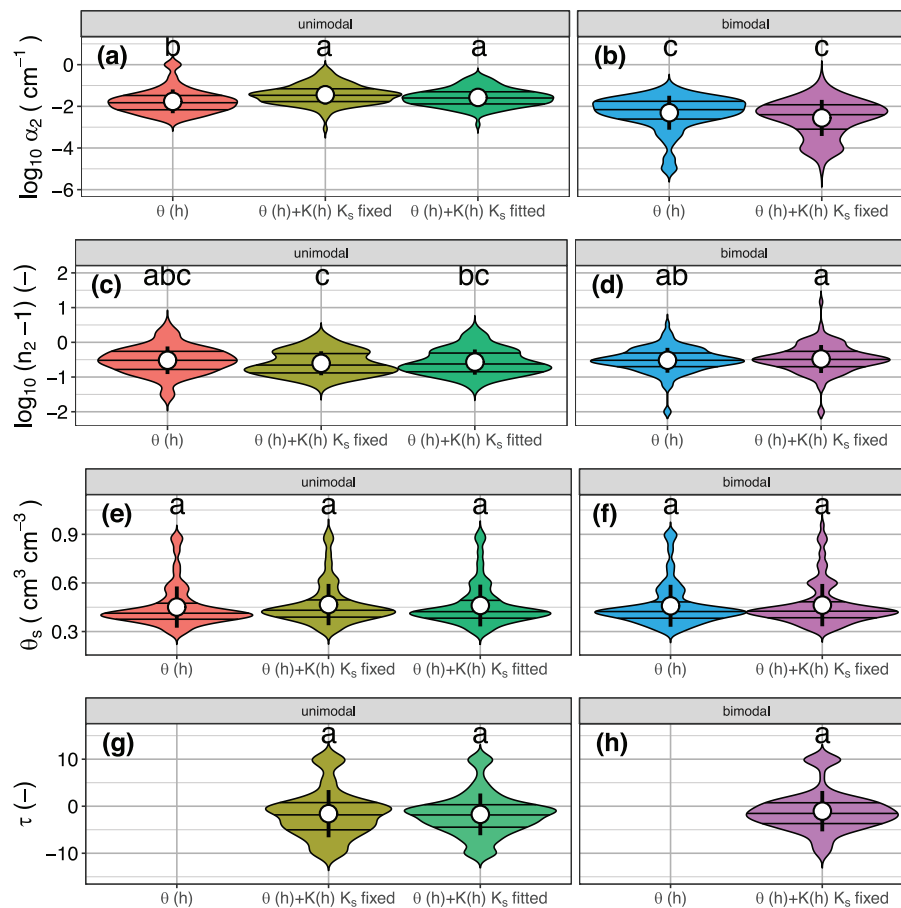 unimodal bimodal
(a) b a a (b) c c
log₁₀ α₂ ( cm⁻¹)
0
−2
−4
−6
θ (h) θ (h)+K(h) Kₛ fixed θ (h)+K(h) Kₛ fitted θ (h) θ (h)+K(h) Kₛ fixed
unimodal bimodal
(c) abc c bc (d) ab a
log₁₀ (n₂ −1) (−)
2
1
0
−1
−2
θ (h) θ (h)+K(h) Kₛ fixed θ (h)+K(h) Kₛ fitted θ (h) θ (h)+K(h) Kₛ fixed
unimodal bimodal
(e) a a a (f) a a
θₛ ( cm³ cm⁻³)
0.9
0.6
0.3
θ (h) θ (h)+K(h) Kₛ fixed θ (h)+K(h) Kₛ fitted θ (h) θ (h)+K(h) Kₛ fixed
unimodal bimodal
(g) a a (h) a
τ (−)
10
0
−10
θ (h) θ (h)+K(h) Kₛ fixed θ (h)+K(h) Kₛ fitted θ (h) θ (h)+K(h) Kₛ fixed